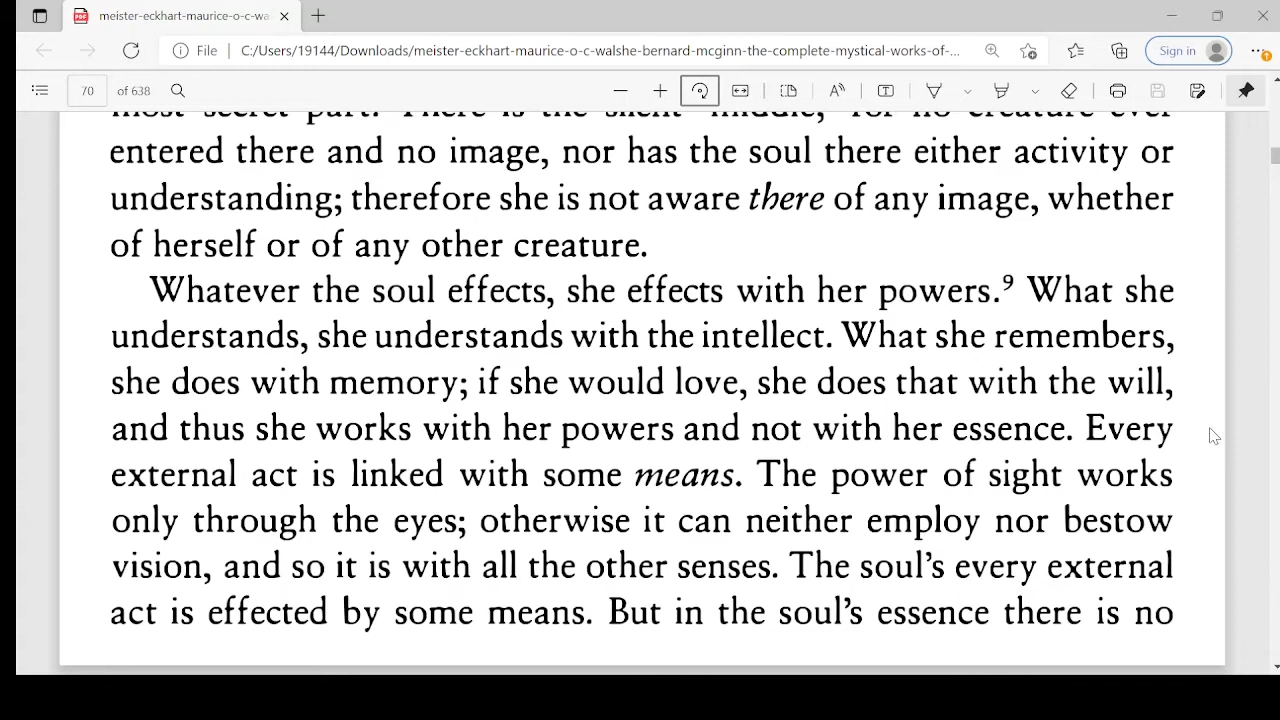 meister-eckhart-maurice-o-c-wa
File C:/Users/19144/Downloads/meister-eckhart-maurice-o-c-walshe-bernard-mcginn-the-complete-mystical-works-of-... Sign in
70 of 638
most secret part. There is the silent "middle," for no creature ever
entered there and no image, nor has the soul there either activity or
understanding; therefore she is not aware there of any image, whether
of herself or of any other creature.
Whatever the soul effects, she effects with her powers.⁹ What she
understands, she understands with the intellect. What she remembers,
she does with memory; if she would love, she does that with the will,
and thus she works with her powers and not with her essence. Every
external act is linked with some means. The power of sight works
only through the eyes; otherwise it can neither employ nor bestow
vision, and so it is with all the other senses. The soul's every external
act is effected by some means. But in the soul's essence there is no